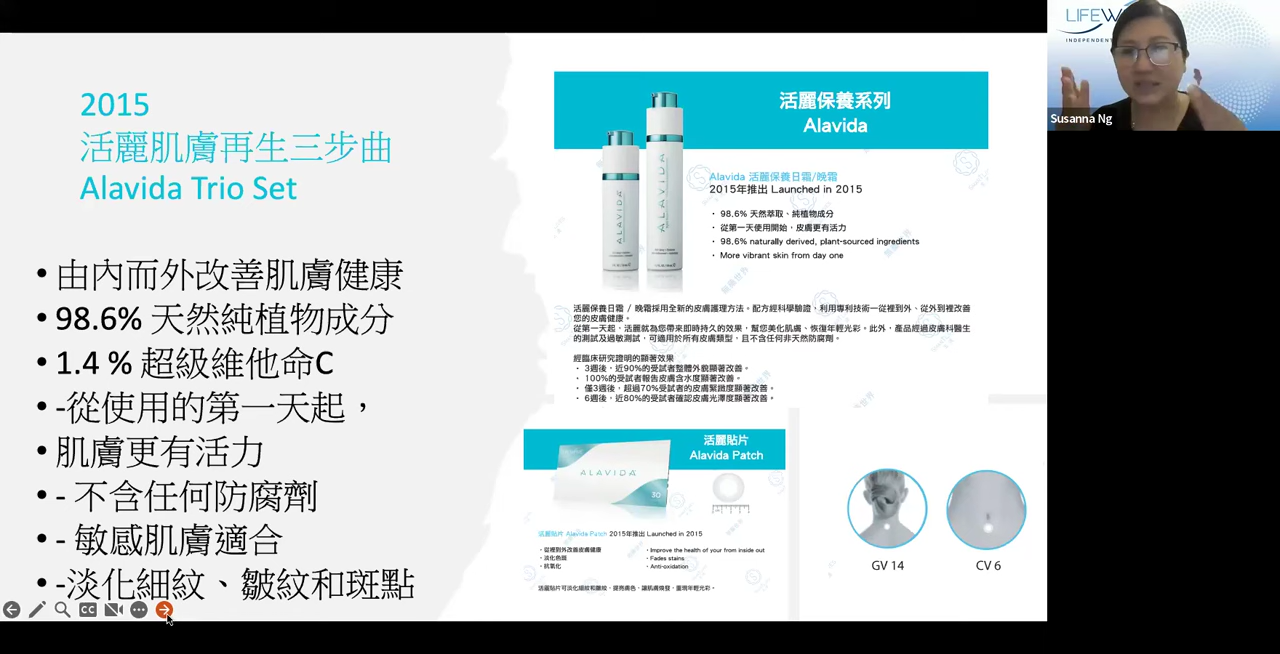 2015
活麗肌膚再生三步曲
Alavida Trio Set
• 由內而外改善肌膚健康
• 98.6% 天然純植物成分
• 1.4 % 超級維他命C
• -從使用的第一天起，
• 肌膚更有活力
• - 不含任何防腐劑
• - 敏感肌膚適合
• -淡化細紋、皺紋和斑點
活麗保養系列
Alavida
ALAVIDA
ALAVIDA
Alavida 活麗保養日霜/晚霜
2015年推出 Launched in 2015
• 98.6% 天然萃取、純植物成分
• 從第一天使用開始，皮膚更有活力
• 98.6% naturally derived, plant-sourced ingredients
• More vibrant skin from day one
活麗保養日霜 / 晚霜採用全新的皮膚護理方法。配方經科學驗證，利用專利技術一從裡到外、從外到裡改善
您的皮膚健康。
從第一天起，活麗就為您帶來即時持久的效果，幫您美化肌膚、恢復年輕光彩。此外，產品經過皮膚科醫生
的測試及過敏測試，可適用於所有皮膚類型，且不含任何非天然防腐劑。
經臨床研究證明的顯著效果
• 3週後，近90%的受試者整體外貌顯著改善。
• 100%的受試者報告皮膚含水度顯著改善。
• 僅3週後，超過70%受試者的皮膚緊緻度顯著改善。
• 6週後，近80%的受試者確認皮膚光澤度顯著改善。
活麗貼片
Alavida Patch
ALAVIDA
30
活麗貼片 Alavida Patch 2015年推出 Launched in 2015
• 從裡到外改善皮膚健康
• 淡化色斑
• 抗氧化
• Improve the health of your from inside out
• Fades stains
• Anti-oxidation
活麗貼片可淡化細紋和皺紋，提亮膚色，讓肌膚煥發，重現年輕光彩。
GV 14
CV 6
CC
LIFEW
INDEPENDENT
Susanna Ng